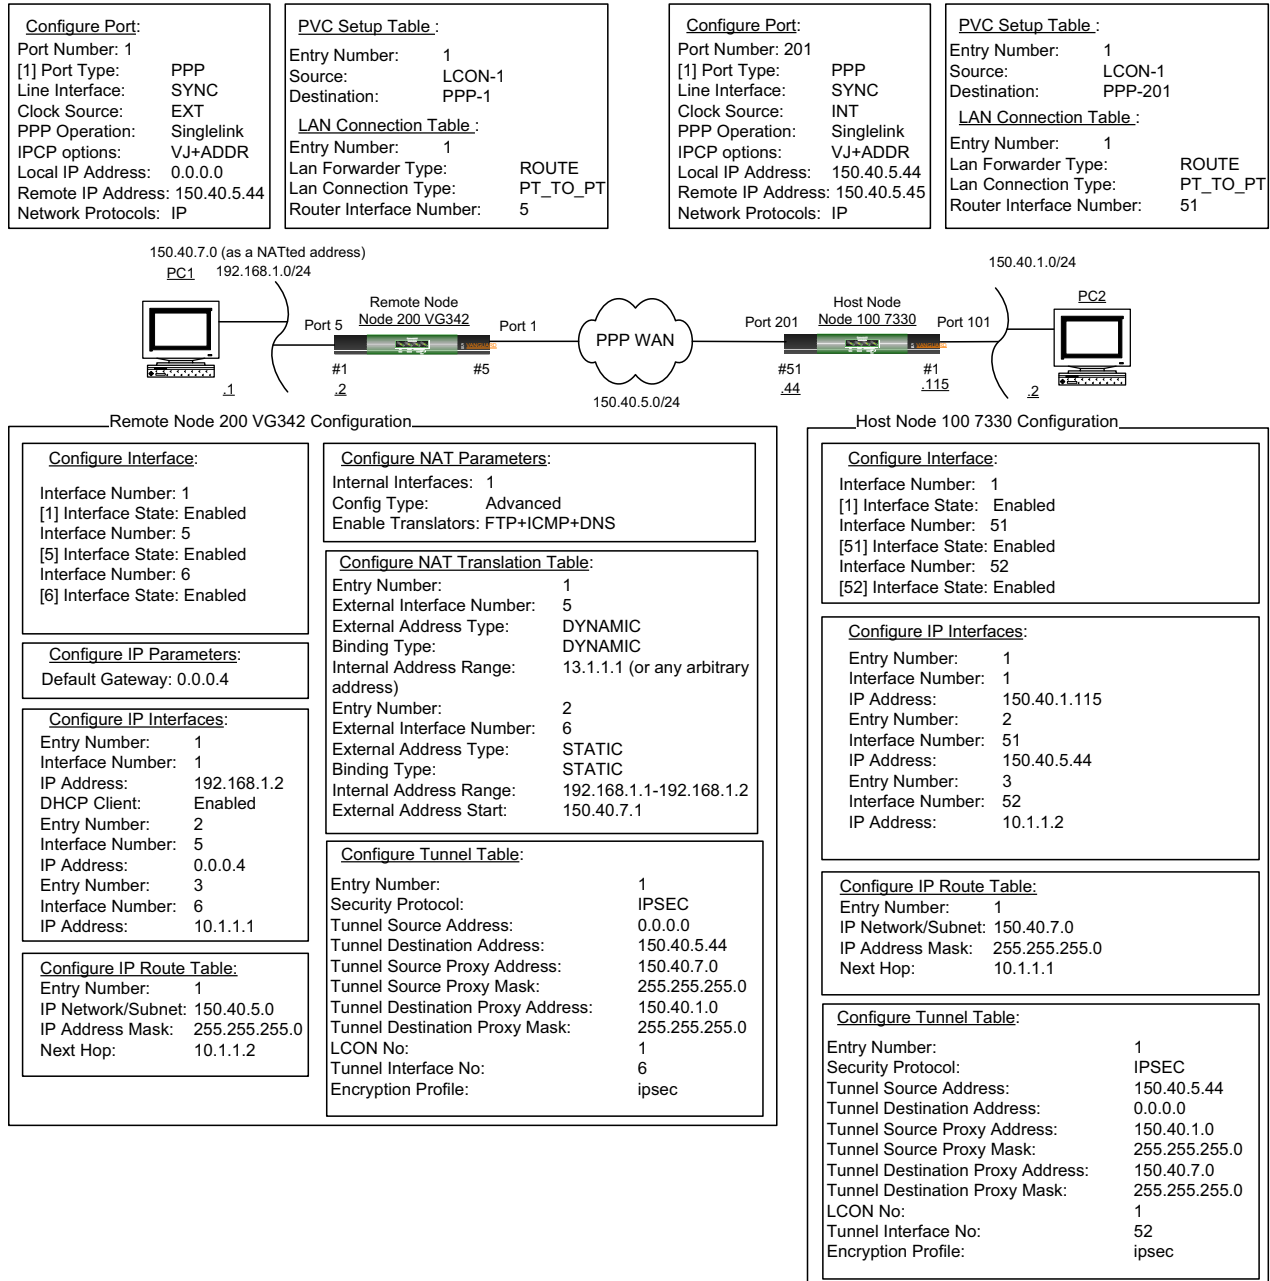 Configure Port:
Port Number: 1
[1] Port Type: PPP
Line Interface: SYNC
Clock Source: EXT
PPP Operation: Singlelink
IPCP options: VJ+ADDR
Local IP Address: 0.0.0.0
Remote IP Address: 150.40.5.44
Network Protocols: IP
PVC Setup Table :
Entry Number: 1
Source: LCON-1
Destination: PPP-1
LAN Connection Table :
Entry Number: 1
Lan Forwarder Type: ROUTE
Lan Connection Type: PT_TO_PT
Router Interface Number: 5
Configure Port:
Port Number: 201
[1] Port Type: PPP
Line Interface: SYNC
Clock Source: INT
PPP Operation: Singlelink
IPCP options: VJ+ADDR
Local IP Address: 150.40.5.44
Remote IP Address: 150.40.5.45
Network Protocols: IP
PVC Setup Table :
Entry Number: 1
Source: LCON-1
Destination: PPP-201
LAN Connection Table :
Entry Number: 1
Lan Forwarder Type: ROUTE
Lan Connection Type: PT_TO_PT
Router Interface Number: 51
150.40.7.0 (as a NATted address)
PC1 192.168.1.0/24
150.40.1.0/24
PC2
Remote Node
Node 200 VG342
Port 5
Port 1
PPP WAN
Host Node
Node 100 7330
Port 201
Port 101
#1
#5
#51
#1
.1
.2
.44
.115
.2
150.40.5.0/24
Remote Node 200 VG342 Configuration
Configure Interface:
Interface Number: 1
[1] Interface State: Enabled
Interface Number: 5
[5] Interface State: Enabled
Interface Number: 6
[6] Interface State: Enabled
Configure IP Parameters:
Default Gateway: 0.0.0.4
Configure IP Interfaces:
Entry Number: 1
Interface Number: 1
IP Address: 192.168.1.2
DHCP Client: Enabled
Entry Number: 2
Interface Number: 5
IP Address: 0.0.0.4
Entry Number: 3
Interface Number: 6
IP Address: 10.1.1.1
Configure IP Route Table:
Entry Number: 1
IP Network/Subnet: 150.40.5.0
IP Address Mask: 255.255.255.0
Next Hop: 10.1.1.2
Configure NAT Parameters:
Internal Interfaces: 1
Config Type: Advanced
Enable Translators: FTP+ICMP+DNS
Configure NAT Translation Table:
Entry Number: 1
External Interface Number: 5
External Address Type: DYNAMIC
Binding Type: DYNAMIC
Internal Address Range: 13.1.1.1 (or any arbitrary
address)
Entry Number: 2
External Interface Number: 6
External Address Type: STATIC
Binding Type: STATIC
Internal Address Range: 192.168.1.1-192.168.1.2
External Address Start: 150.40.7.1
Configure Tunnel Table:
Entry Number: 1
Security Protocol: IPSEC
Tunnel Source Address: 0.0.0.0
Tunnel Destination Address: 150.40.5.44
Tunnel Source Proxy Address: 150.40.7.0
Tunnel Source Proxy Mask: 255.255.255.0
Tunnel Destination Proxy Address: 150.40.1.0
Tunnel Destination Proxy Mask: 255.255.255.0
LCON No: 1
Tunnel Interface No: 6
Encryption Profile: ipsec
Host Node 100 7330 Configuration
Configure Interface:
Interface Number: 1
[1] Interface State: Enabled
Interface Number: 51
[51] Interface State: Enabled
Interface Number: 52
[52] Interface State: Enabled
Configure IP Interfaces:
Entry Number: 1
Interface Number: 1
IP Address: 150.40.1.115
Entry Number: 2
Interface Number: 51
IP Address: 150.40.5.44
Entry Number: 3
Interface Number: 52
IP Address: 10.1.1.2
Configure IP Route Table:
Entry Number: 1
IP Network/Subnet: 150.40.7.0
IP Address Mask: 255.255.255.0
Next Hop: 10.1.1.1
Configure Tunnel Table:
Entry Number: 1
Security Protocol: IPSEC
Tunnel Source Address: 150.40.5.44
Tunnel Destination Address: 0.0.0.0
Tunnel Source Proxy Address: 150.40.1.0
Tunnel Source Proxy Mask: 255.255.255.0
Tunnel Destination Proxy Address: 150.40.7.0
Tunnel Destination Proxy Mask: 255.255.255.0
LCON No: 1
Tunnel Interface No: 52
Encryption Profile: ipsec